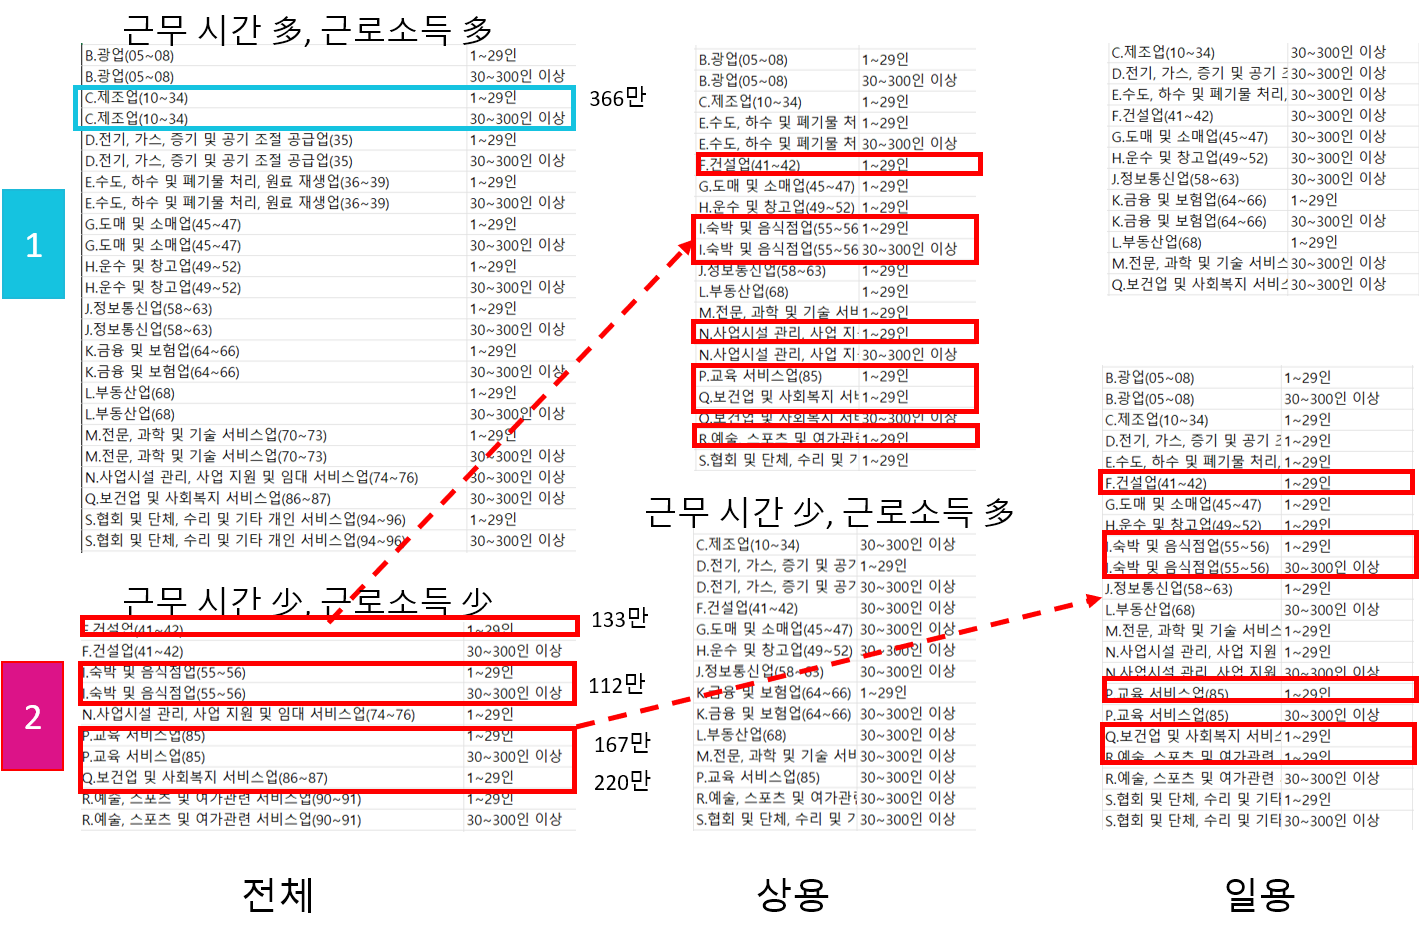 근무 시간 多, 근로소득 多
B.광업(05~08) 1~29인
B.광업(05~08) 30~300인 이상
C.제조업(10~34) 1~29인
C.제조업(10~34) 30~300인 이상
366만
D.전기, 가스, 증기 및 공기 조절 공급업(35) 1~29인
D.전기, 가스, 증기 및 공기 조절 공급업(35) 30~300인 이상
E.수도, 하수 및 폐기물 처리, 원료 재생업(36~39) 1~29인
E.수도, 하수 및 폐기물 처리, 원료 재생업(36~39) 30~300인 이상
G.도매 및 소매업(45~47) 1~29인
G.도매 및 소매업(45~47) 30~300인 이상
H.운수 및 창고업(49~52) 1~29인
H.운수 및 창고업(49~52) 30~300인 이상
J.정보통신업(58~63) 1~29인
J.정보통신업(58~63) 30~300인 이상
K.금융 및 보험업(64~66) 1~29인
K.금융 및 보험업(64~66) 30~300인 이상
L.부동산업(68) 1~29인
L.부동산업(68) 30~300인 이상
M.전문, 과학 및 기술 서비스업(70~73) 1~29인
M.전문, 과학 및 기술 서비스업(70~73) 30~300인 이상
N.사업시설 관리, 사업 지원 및 임대 서비스업(74~76) 30~300인 이상
Q.보건업 및 사회복지 서비스업(86~87) 30~300인 이상
S.협회 및 단체, 수리 및 기타 개인 서비스업(94~96) 1~29인
S.협회 및 단체, 수리 및 기타 개인 서비스업(94~96) 30~300인 이상
1
근무 시간 少, 근로소득 少
F.건설업(41~42) 1~29인
133만
F.건설업(41~42) 30~300인 이상
I.숙박 및 음식점업(55~56) 1~29인
I.숙박 및 음식점업(55~56) 30~300인 이상
112만
N.사업시설 관리, 사업 지원 및 임대 서비스업(74~76) 1~29인
P.교육 서비스업(85) 1~29인
P.교육 서비스업(85) 30~300인 이상
167만
Q.보건업 및 사회복지 서비스업(86~87) 1~29인
220만
R.예술, 스포츠 및 여가관련 서비스업(90~91) 1~29인
R.예술, 스포츠 및 여가관련 서비스업(90~91) 30~300인 이상
2
전체
B.광업(05~08) 1~29인
B.광업(05~08) 30~300인 이상
C.제조업(10~34) 1~29인
E.수도, 하수 및 폐기물 처 1~29인
E.수도, 하수 및 폐기물 처 30~300인 이상
F.건설업(41~42) 1~29인
G.도매 및 소매업(45~47) 1~29인
H.운수 및 창고업(49~52) 1~29인
I.숙박 및 음식점업(55~56 1~29인
I.숙박 및 음식점업(55~56 30~300인 이상
J.정보통신업(58~63) 1~29인
L.부동산업(68) 1~29인
M.전문, 과학 및 기술 서비 1~29인
N.사업시설 관리, 사업 지 1~29인
N.사업시설 관리, 사업 지 30~300인 이상
P.교육 서비스업(85) 1~29인
Q.보건업 및 사회복지 서비 1~29인
Q.보건업 및 사회복지 서비 30~300인 이상
R.예술, 스포츠 및 여가관련 1~29인
S.협회 및 단체, 수리 및 기 1~29인
근무 시간 少, 근로소득 多
C.제조업(10~34) 30~300인 이상
D.전기, 가스, 증기 및 공기 1~29인
D.전기, 가스, 증기 및 공기 30~300인 이상
F.건설업(41~42) 30~300인 이상
G.도매 및 소매업(45~47) 30~300인 이상
H.운수 및 창고업(49~52) 30~300인 이상
J.정보통신업(58~63) 30~300인 이상
K.금융 및 보험업(64~66) 1~29인
K.금융 및 보험업(64~66) 30~300인 이상
L.부동산업(68) 30~300인 이상
M.전문, 과학 및 기술 서비 30~300인 이상
P.교육 서비스업(85) 30~300인 이상
R.예술, 스포츠 및 여가관련 30~300인 이상
S.협회 및 단체, 수리 및 기 30~300인 이상
상용
C.제조업(10~34) 30~300인 이상
D.전기, 가스, 증기 및 공기 30~300인 이상
E.수도, 하수 및 폐기물 처리, 30~300인 이상
F.건설업(41~42) 30~300인 이상
G.도매 및 소매업(45~47) 30~300인 이상
H.운수 및 창고업(49~52) 30~300인 이상
J.정보통신업(58~63) 30~300인 이상
K.금융 및 보험업(64~66) 1~29인
K.금융 및 보험업(64~66) 30~300인 이상
L.부동산업(68) 1~29인
M.전문, 과학 및 기술 서비스 30~300인 이상
Q.보건업 및 사회복지 서비스 30~300인 이상
B.광업(05~08) 1~29인
B.광업(05~08) 30~300인 이상
C.제조업(10~34) 1~29인
D.전기, 가스, 증기 및 공기 1~29인
E.수도, 하수 및 폐기물 처리, 1~29인
F.건설업(41~42) 1~29인
G.도매 및 소매업(45~47) 1~29인
H.운수 및 창고업(49~52) 1~29인
I.숙박 및 음식점업(55~56) 1~29인
I.숙박 및 음식점업(55~56) 30~300인 이상
J.정보통신업(58~63) 1~29인
L.부동산업(68) 30~300인 이상
M.전문, 과학 및 기술 서비스 1~29인
N.사업시설 관리, 사업 지원 1~29인
N.사업시설 관리, 사업 지원 30~300인 이상
P.교육 서비스업(85) 1~29인
P.교육 서비스업(85) 30~300인 이상
Q.보건업 및 사회복지 서비스 1~29인
R.예술, 스포츠 및 여가관련 1~29인
R.예술, 스포츠 및 여가관련 30~300인 이상
S.협회 및 단체, 수리 및 기타 1~29인
S.협회 및 단체, 수리 및 기타 30~300인 이상
일용